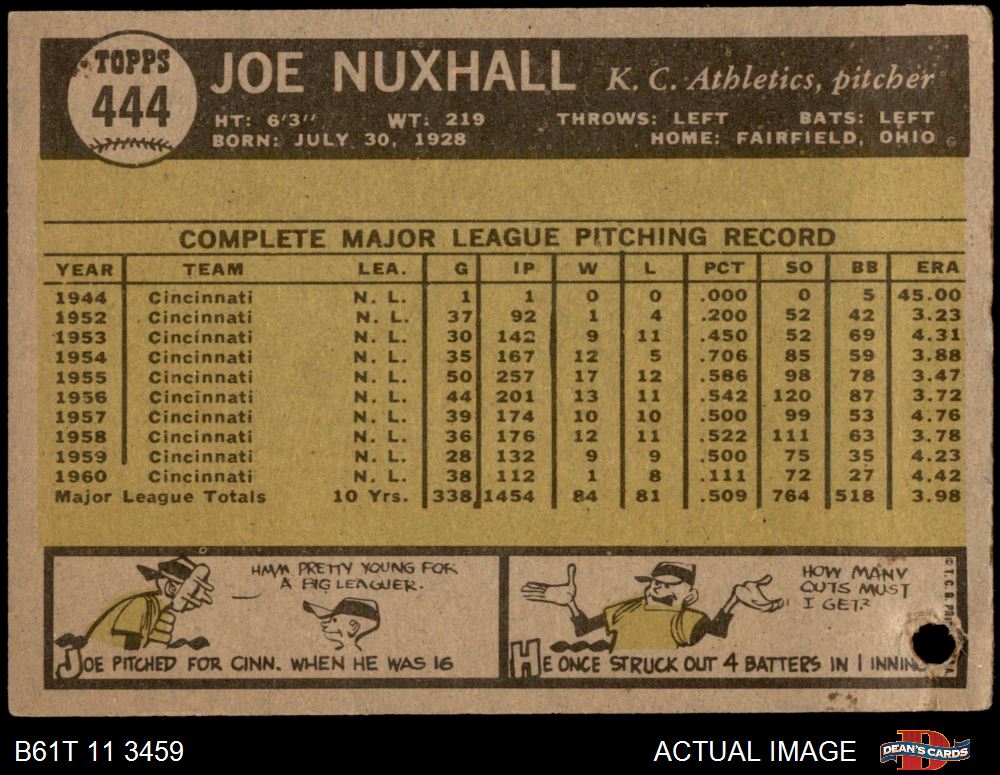 TOPPS
444
JOE NUXHALL K. C. Athletics, pitcher
HT: 6'3" WT: 219 THROWS: LEFT BATS: LEFT
BORN: JULY 30, 1928 HOME: FAIRFIELD, OHIO
COMPLETE MAJOR LEAGUE PITCHING RECORD
YEAR TEAM LEA. G IP W L PCT SO BB ERA
1944 Cincinnati N. L. 1 1 0 0 .000 0 5 45.00
1952 Cincinnati N. L. 37 92 1 4 .200 52 42 3.23
1953 Cincinnati N. L. 30 142 9 11 .450 52 69 4.31
1954 Cincinnati N. L. 35 167 12 5 .706 85 59 3.88
1955 Cincinnati N. L. 50 257 17 12 .586 98 78 3.47
1956 Cincinnati N. L. 44 201 13 11 .542 120 87 3.72
1957 Cincinnati N. L. 39 174 10 10 .500 99 53 4.76
1958 Cincinnati N. L. 36 176 12 11 .522 111 63 3.78
1959 Cincinnati N. L. 28 132 9 9 .500 75 35 4.23
1960 Cincinnati N. L. 38 112 1 8 .111 72 27 4.42
Major League Totals 10 Yrs. 338 1454 84 81 .509 764 518 3.98
HMM PRETTY YOUNG FOR
A BIG LEAGUER.
JOE PITCHED FOR CINN. WHEN HE WAS 16
HOW MANY
OUTS MUST
I GET?
HE ONCE STRUCK OUT 4 BATTERS IN 1 INNING
© T. C. G.
B61T 11 3459
ACTUAL IMAGE
DEAN'S CARDS